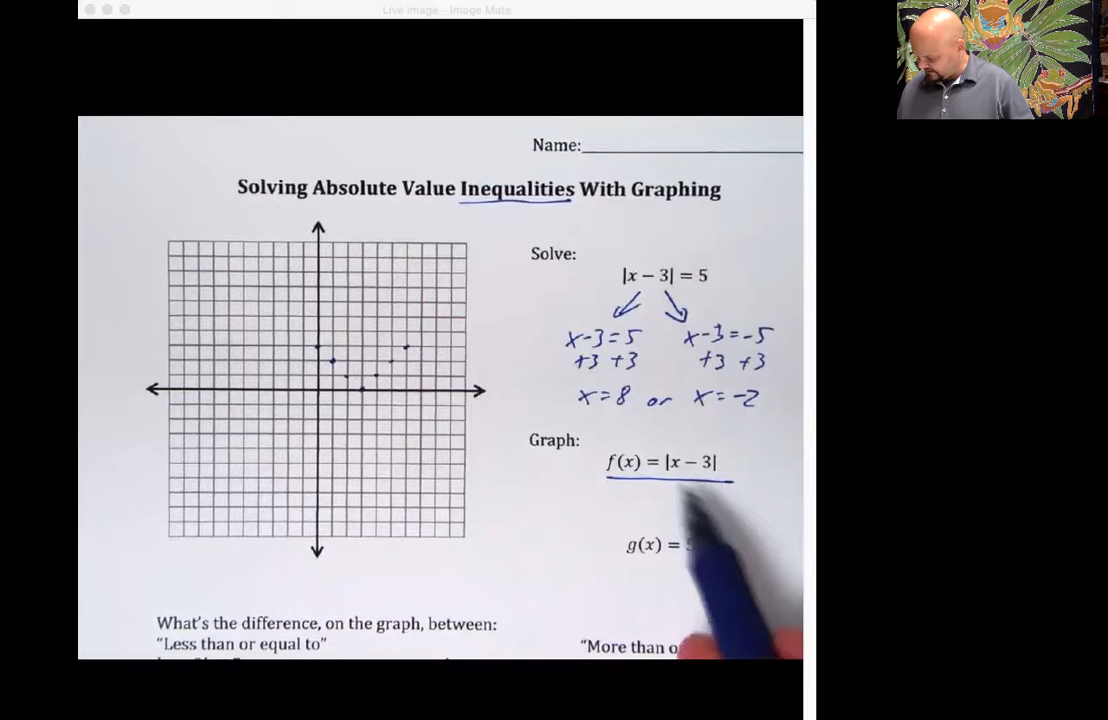 Live Image - Image Mate
Name:
Solving Absolute Value Inequalities With Graphing
Solve:
|x − 3| = 5
x-3=5 x-3=-5
+3 +3 +3 +3
x=8 or x=-2
Graph:
f(x) = |x − 3|
g(x) =
What's the difference, on the graph, between:
"Less than or equal to" "More than